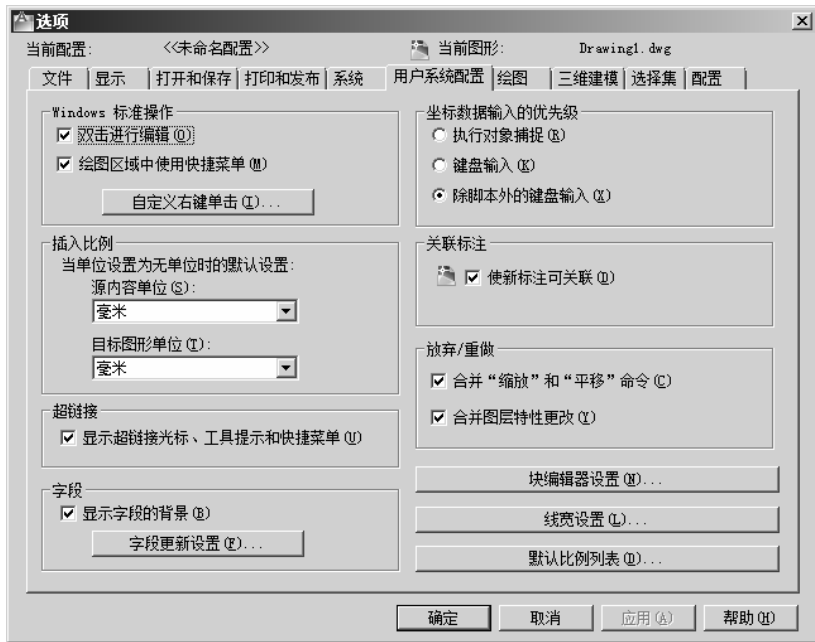 选项
当前配置: <<未命名配置>> 当前图形: Drawing1.dwg
文件 显示 打开和保存 打印和发布 系统 用户系统配置 绘图 三维建模 选择集 配置
Windows 标准操作
双击进行编辑(O)
绘图区域中使用快捷菜单(M)
自定义右键单击(I)...
插入比例
当单位设置为无单位时的默认设置:
源内容单位(S):
毫米
目标图形单位(T):
毫米
超链接
显示超链接光标、工具提示和快捷菜单(U)
字段
显示字段的背景(B)
字段更新设置(F)...
坐标数据输入的优先级
执行对象捕捉(R)
键盘输入(K)
除脚本外的键盘输入(X)
关联标注
使新标注可关联(D)
放弃/重做
合并“缩放”和“平移”命令(C)
合并图层特性更改(Y)
块编辑器设置(N)...
线宽设置(L)...
默认比例列表(D)...
确定 取消 应用(A) 帮助(H)